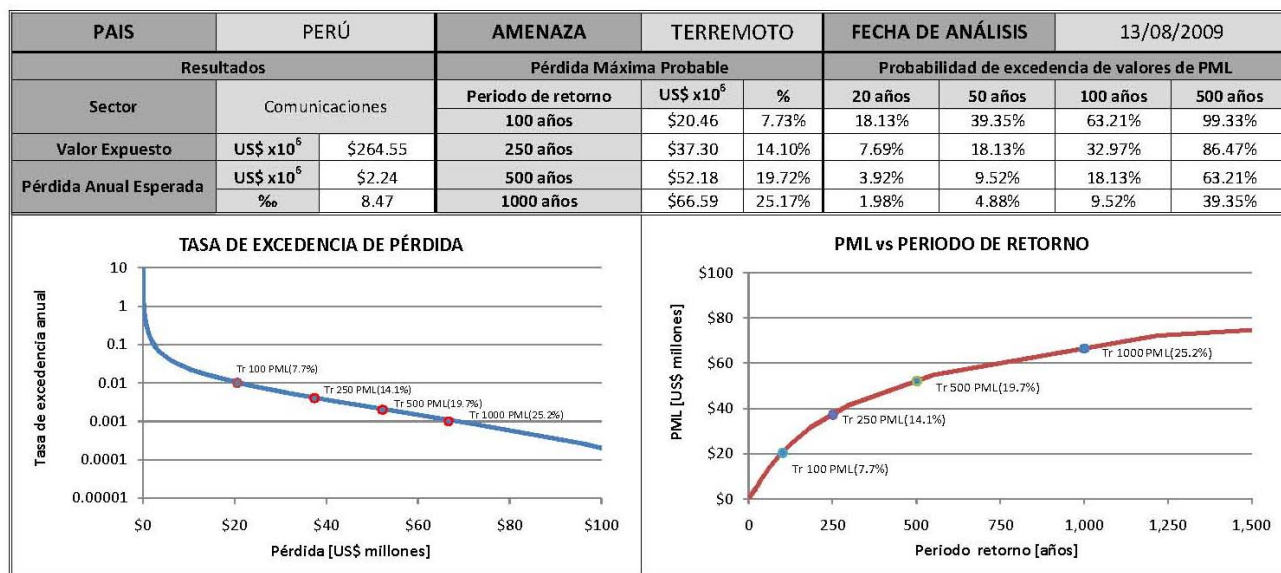 PAIS PERÚ AMENAZA TERREMOTO FECHA DE ANÁLISIS 13/08/2009
Resultados Pérdida Máxima Probable Probabilidad de excedencia de valores de PML
Sector Comunicaciones Periodo de retorno US$ x10⁶ % 20 años 50 años 100 años 500 años
100 años $20.46 7.73% 18.13% 39.35% 63.21% 99.33%
Valor Expuesto US$ x10⁶ $264.55 250 años $37.30 14.10% 7.69% 18.13% 32.97% 86.47%
Pérdida Anual Esperada US$ x10⁶ $2.24 500 años $52.18 19.72% 3.92% 9.52% 18.13% 63.21%
‰ 8.47 1000 años $66.59 25.17% 1.98% 4.88% 9.52% 39.35%
TASA DE EXCEDENCIA DE PÉRDIDA
Tasa de excedencia anual
10
1
0.1
0.01
0.001
0.0001
0.00001
Tr 100 PML(7.7%)
Tr 250 PML(14.1%)
Tr 500 PML(19.7%)
Tr 1000 PML(25.2%)
$0 $20 $40 $60 $80 $100
Pérdida [US$ millones]
PML vs PERIODO DE RETORNO
PML [US$ millones]
$100
$80
$60
$40
$20
$0
Tr 1000 PML(25.2%)
Tr 500 PML(19.7%)
Tr 250 PML(14.1%)
Tr 100 PML(7.7%)
0 250 500 750 1,000 1,250 1,500
Periodo retorno [años]